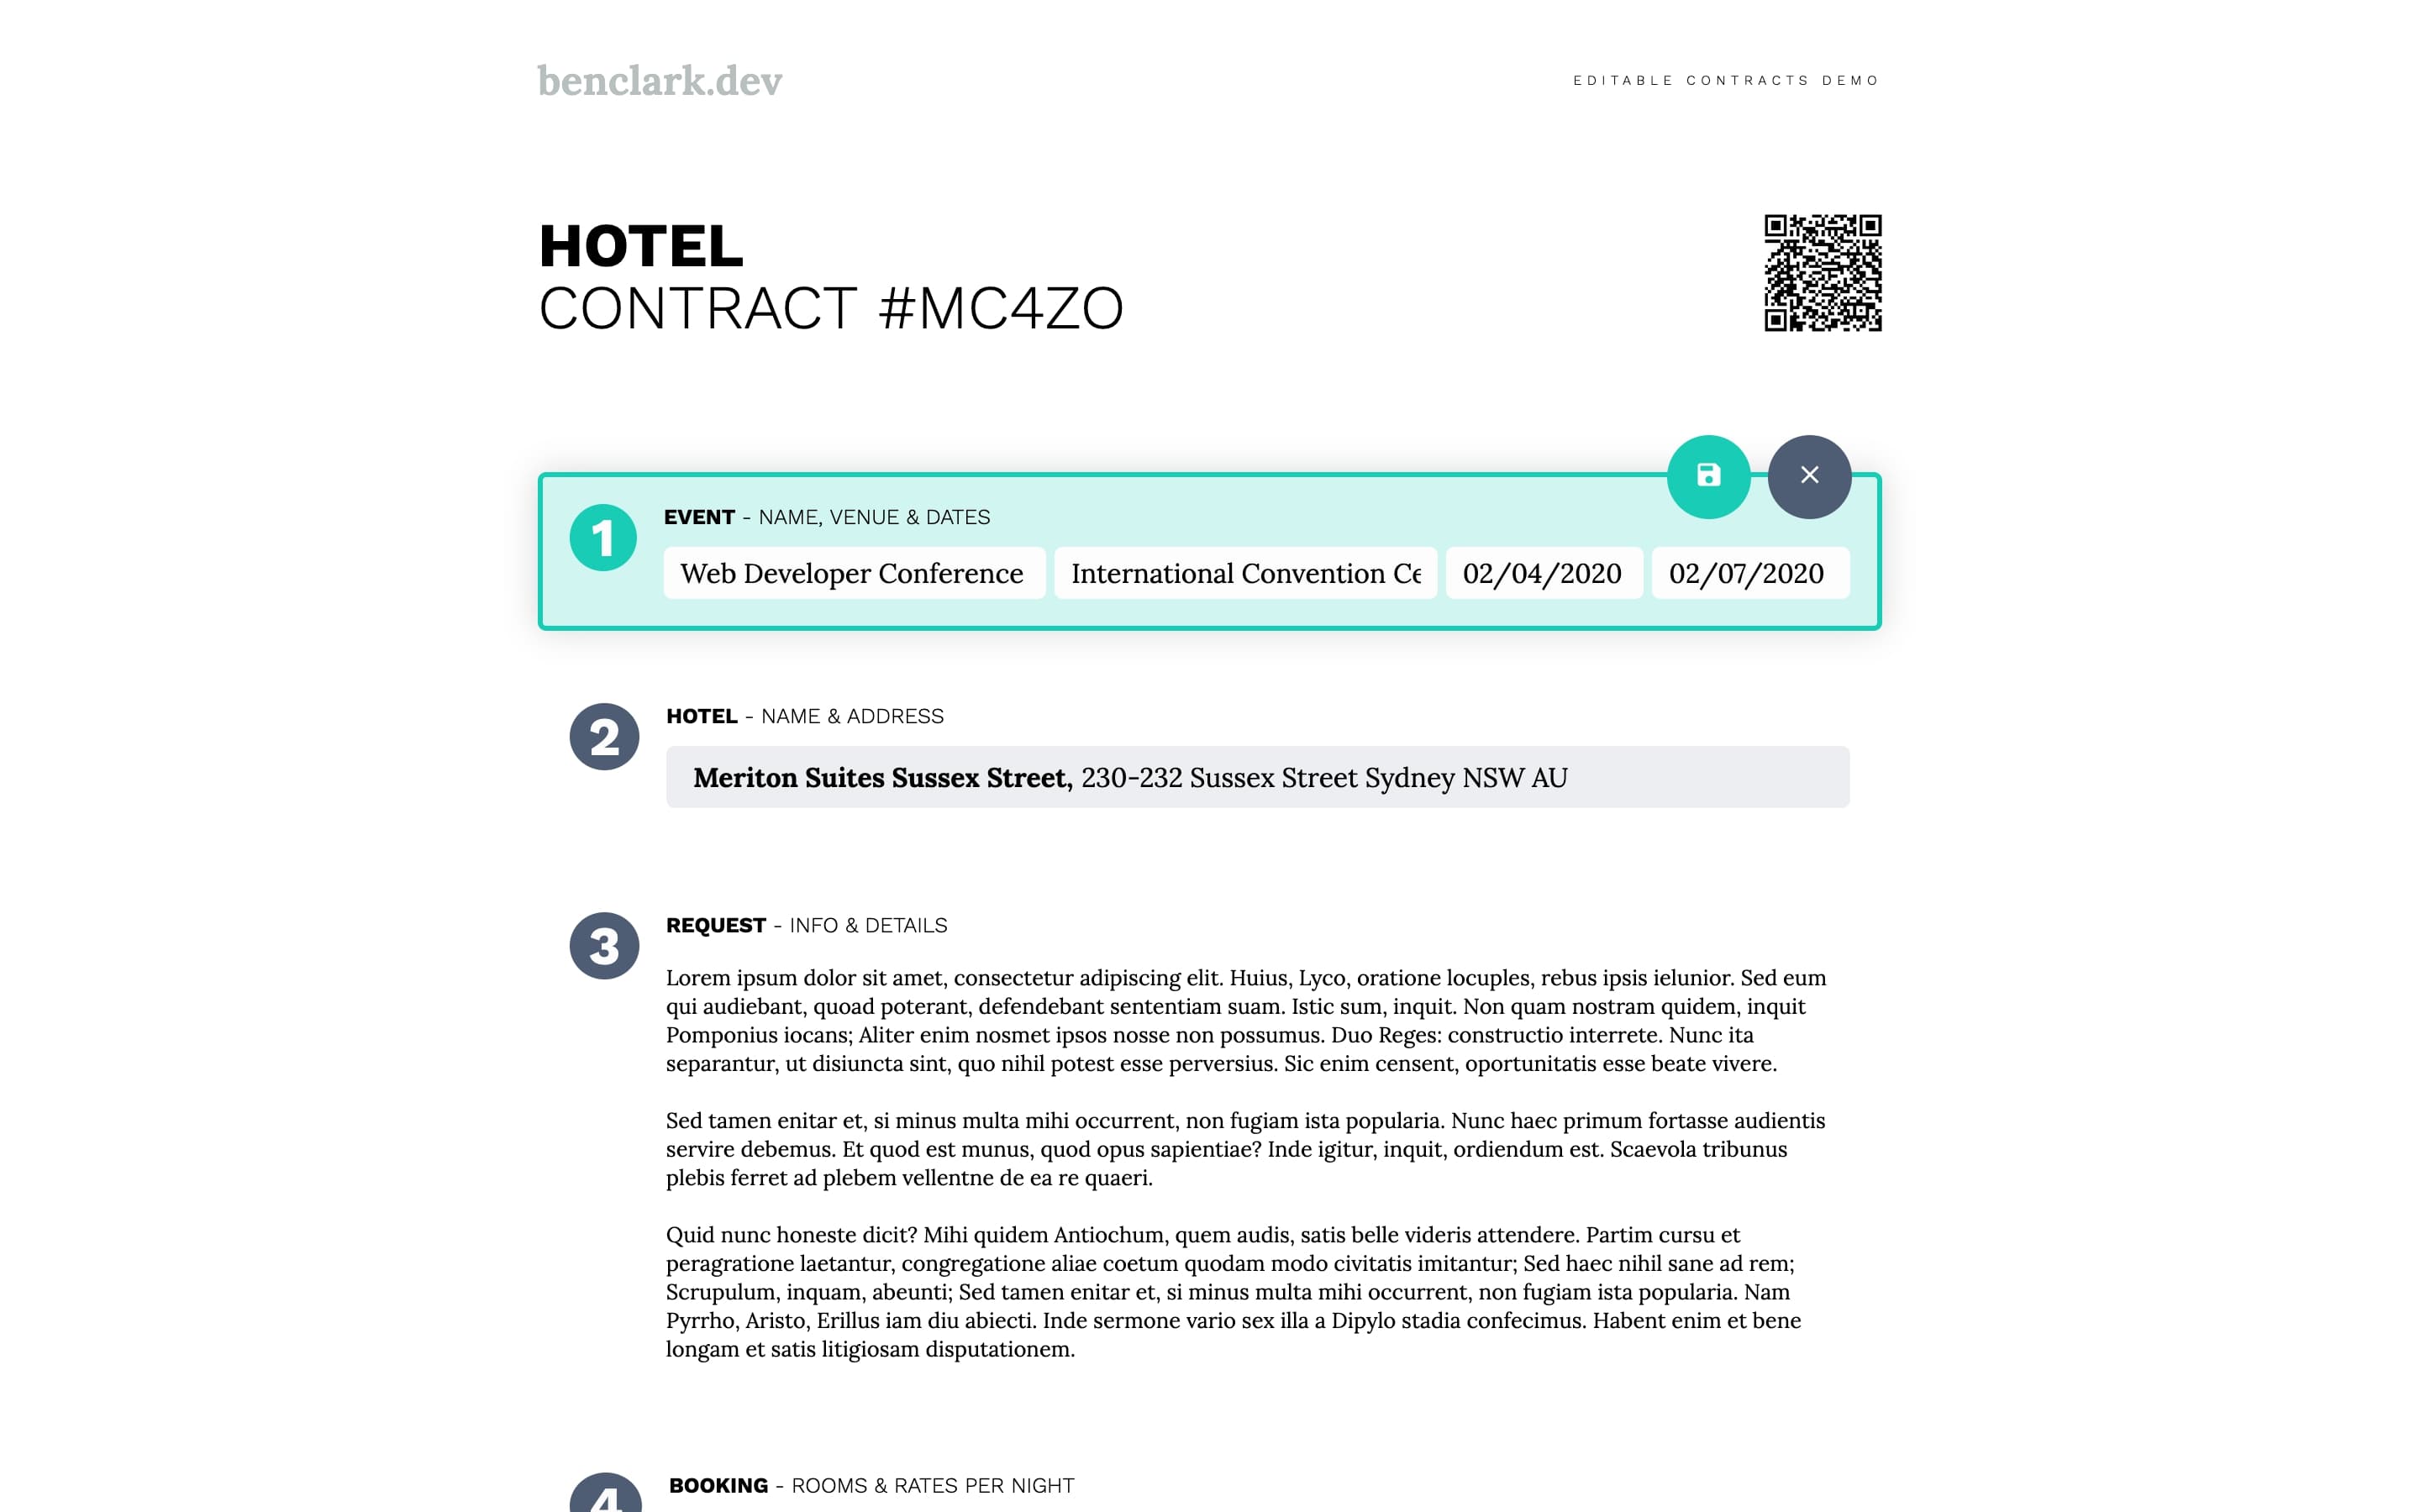 benclark.dev
EDITABLE CONTRACTS DEMO
HOTEL
CONTRACT #MC4ZO
1
EVENT - NAME, VENUE & DATES
Web Developer Conference
International Convention Ce
02/04/2020
02/07/2020
2
HOTEL - NAME & ADDRESS
Meriton Suites Sussex Street, 230-232 Sussex Street Sydney NSW AU
3
REQUEST - INFO & DETAILS
Lorem ipsum dolor sit amet, consectetur adipiscing elit. Huius, Lyco, oratione locuples, rebus ipsis ielunior. Sed eum
qui audiebant, quoad poterant, defendebant sententiam suam. Istic sum, inquit. Non quam nostram quidem, inquit
Pomponius iocans; Aliter enim nosmet ipsos nosse non possumus. Duo Reges: constructio interrete. Nunc ita
separantur, ut disiuncta sint, quo nihil potest esse perversius. Sic enim censent, oportunitatis esse beate vivere.
Sed tamen enitar et, si minus multa mihi occurrent, non fugiam ista popularia. Nunc haec primum fortasse audientis
servire debemus. Et quod est munus, quod opus sapientiae? Inde igitur, inquit, ordiendum est. Scaevola tribunus
plebis ferret ad plebem vellentne de ea re quaeri.
Quid nunc honeste dicit? Mihi quidem Antiochum, quem audis, satis belle videris attendere. Partim cursu et
peragratione laetantur, congregatione aliae coetum quodam modo civitatis imitantur; Sed haec nihil sane ad rem;
Scrupulum, inquam, abeunti; Sed tamen enitar et, si minus multa mihi occurrent, non fugiam ista popularia. Nam
Pyrrho, Aristo, Erillus iam diu abiecti. Inde sermone vario sex illa a Dipylo stadia confecimus. Habent enim et bene
longam et satis litigiosam disputationem.
4
BOOKING - ROOMS & RATES PER NIGHT